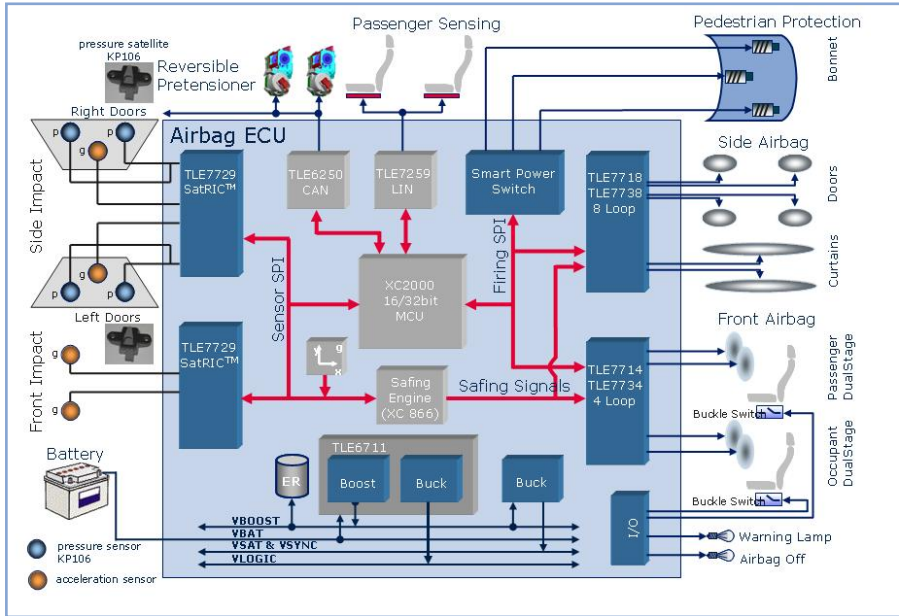 Passenger Sensing
Pedestrian Protection
pressure satellite
KP106
Reversible
Pretensioner
Bonnet
Right Doors
Airbag ECU
p
p
g
TLE7729
SatRIC™
TLE6250
CAN
TLE7259
LIN
Smart Power
Switch
TLE7718
TLE7738
8 Loop
Side Airbag
Doors
Side Impact
Curtains
Sensor SPI
Firing SPI
XC2000
16/32bit
MCU
g
p
p
Left Doors
Front Impact
g
g
TLE7729
SatRIC™
y
g
x
Safing
Engine
(XC 866)
Safing Signals
TLE7714
TLE7734
4 Loop
Front Airbag
Passenger
DualStage
Buckle Switch
Occupant
DualStage
Buckle Switch
Battery
TLE6711
ER
Boost
Buck
Buck
VBOOST
VBAT
VSAT & VSYNC
VLOGIC
I/O
Warning Lamp
Airbag Off
pressure sensor
KP106
acceleration sensor